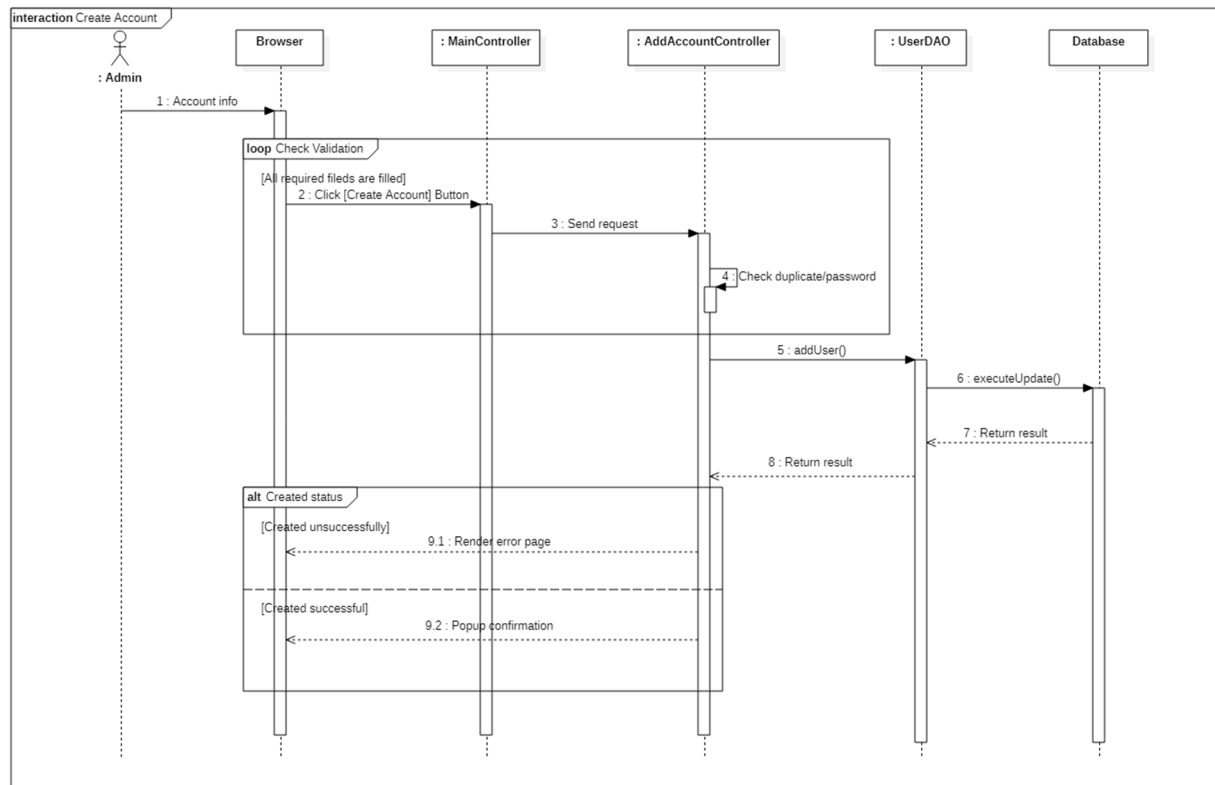 interaction Create Account
: Admin
Browser
: MainController
: AddAccountController
: UserDAO
Database
1 : Account info
loop Check Validation
[All required fileds are filled]
2 : Click [Create Account] Button
3 : Send request
4 : Check duplicate/password
5 : addUser()
6 : executeUpdate()
7 : Return result
8 : Return result
alt Created status
[Created unsuccessfully]
9.1 : Render error page
[Created successful]
9.2 : Popup confirmation